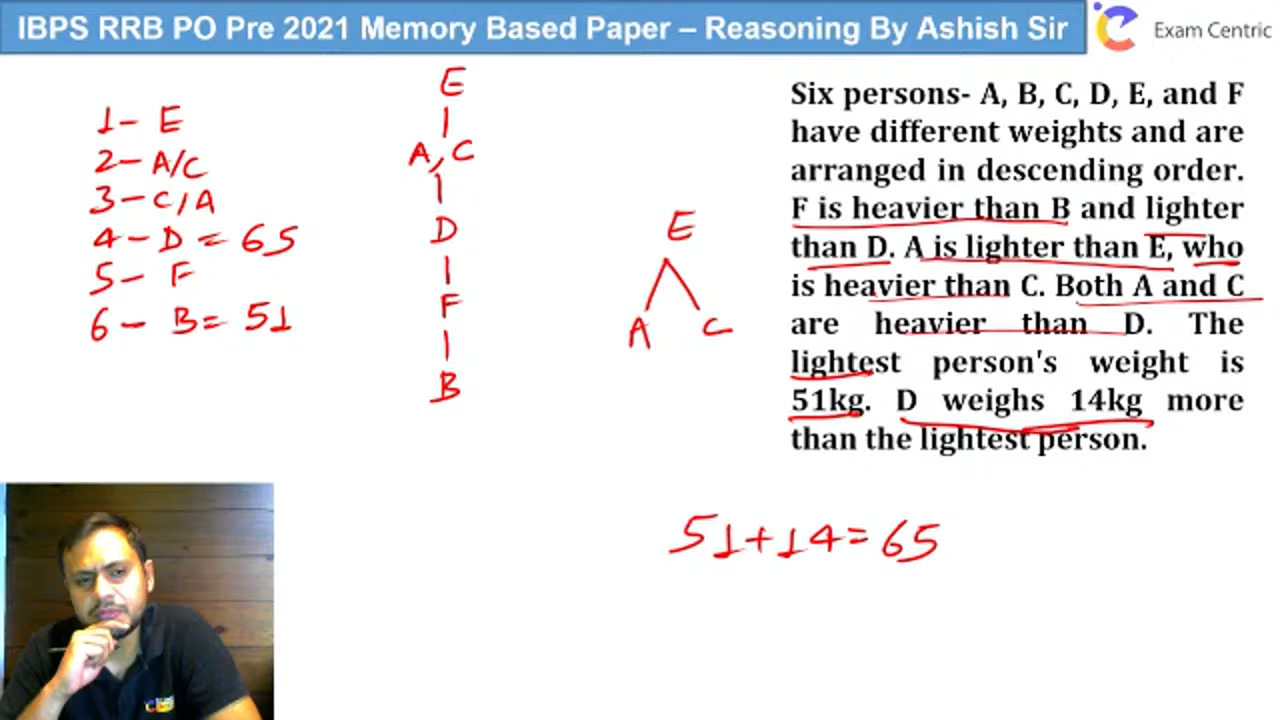 IBPS RRB PO Pre 2021 Memory Based Paper – Reasoning By Ashish Sir
Exam Centric
1 – E
2 – A/C
3 – C/A
4 – D = 65
5 – F
6 – B = 51
E
A, C
D
F
B
E
A C
Six persons- A, B, C, D, E, and F
have different weights and are
arranged in descending order.
F is heavier than B and lighter
than D. A is lighter than E, who
is heavier than C. Both A and C
are heavier than D. The
lightest person's weight is
51kg. D weighs 14kg more
than the lightest person.
51+14=65